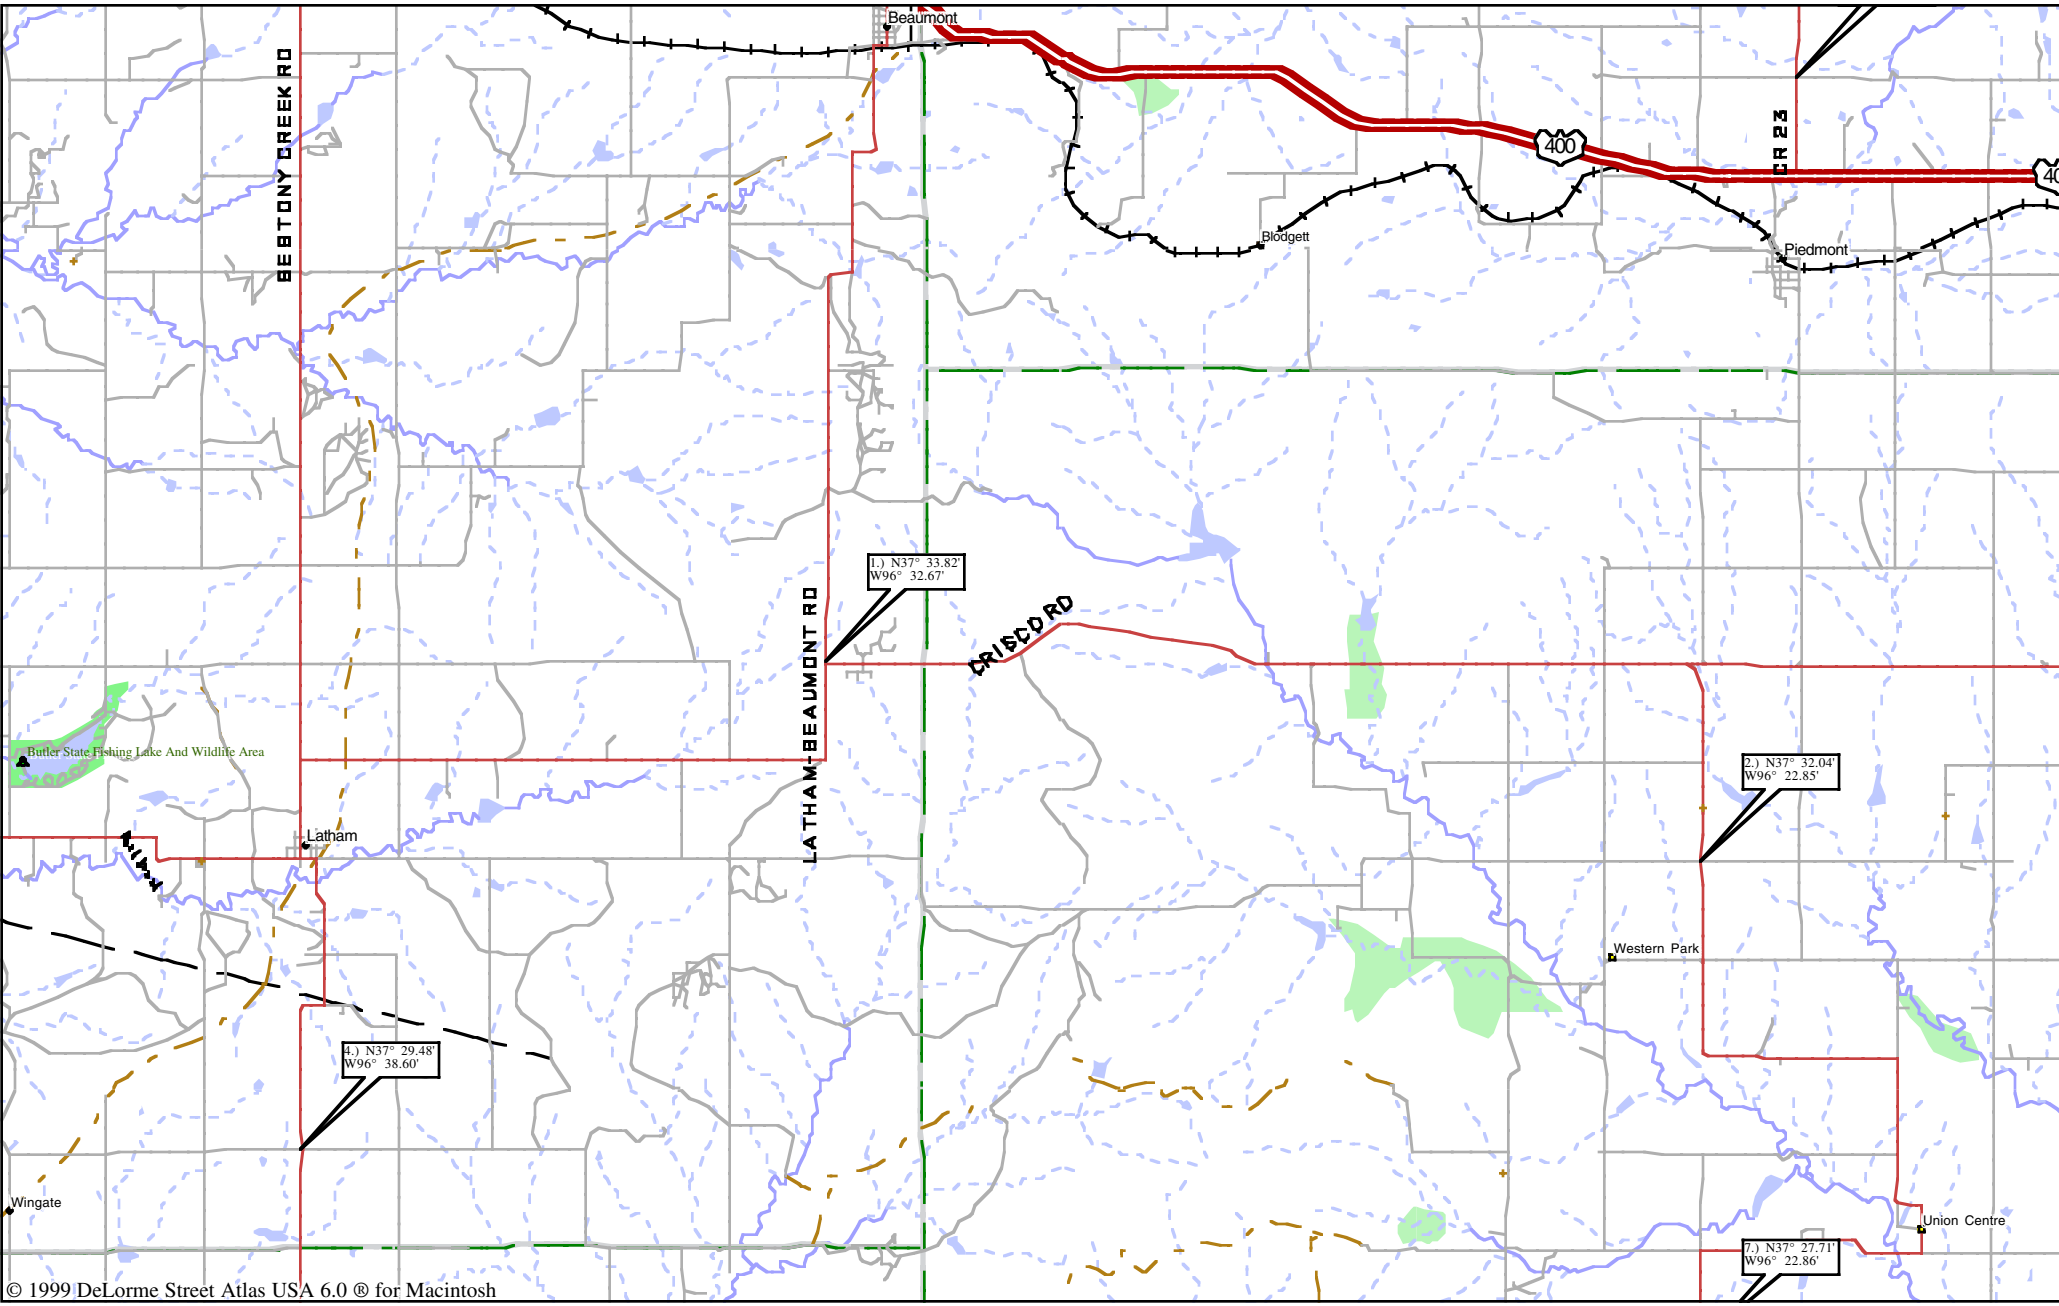 Beaumont
BESTONY CREEK RD
400
CR 23
40
Blodgett
Piedmont
1.) N37° 33.82'
W96° 32.67'
LATHAM-BEAUMONT RD
CRISCO RD
Butler State Fishing Lake And Wildlife Area
2.) N37° 32.04'
W96° 22.85'
Latham
Western Park
4.) N37° 29.48'
W96° 38.60'
Wingate
Union Centre
7.) N37° 27.71'
W96° 22.86'
© 1999 DeLorme Street Atlas USA 6.0 ® for Macintosh